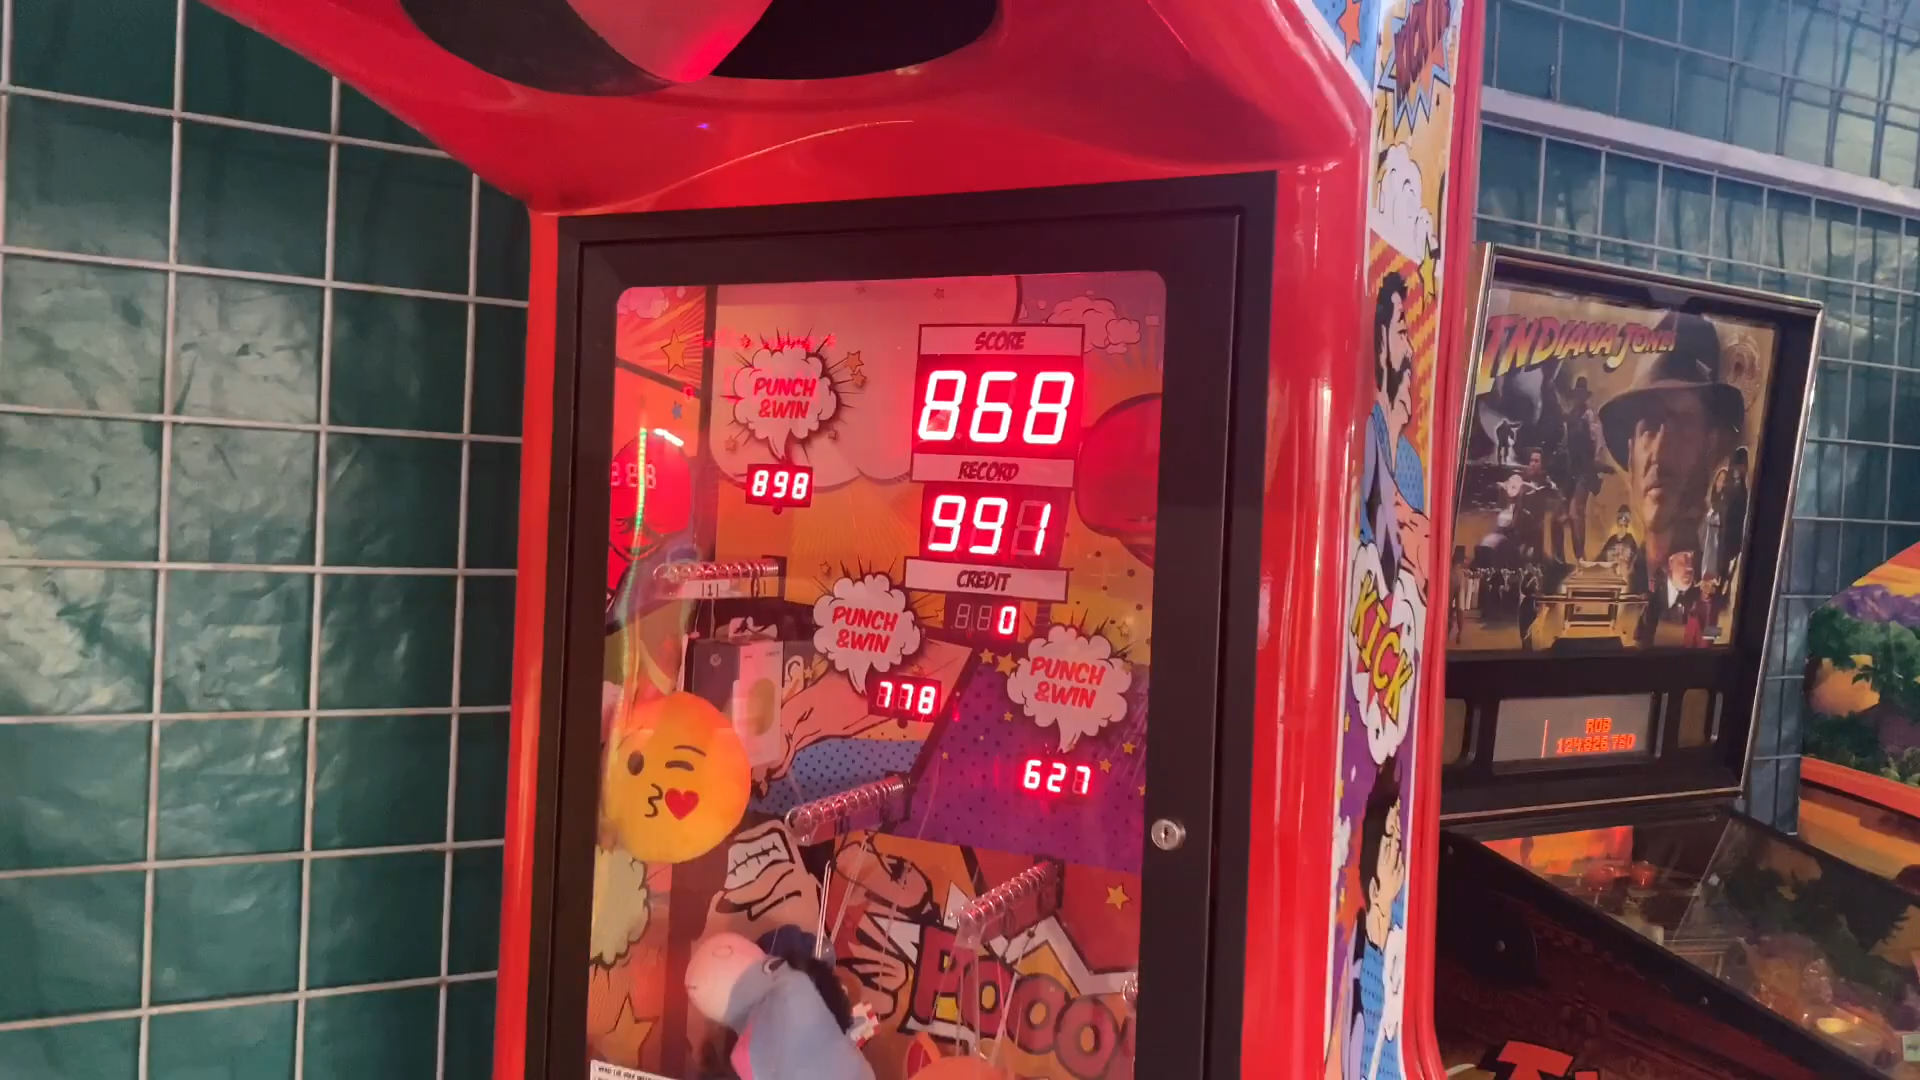 SCORE
868
PUNCH
&WIN
898
RECORD
991
CREDIT
0
PUNCH
&WIN
778
PUNCH
&WIN
627
POOO
KICK
INDIANA JONES
ROB